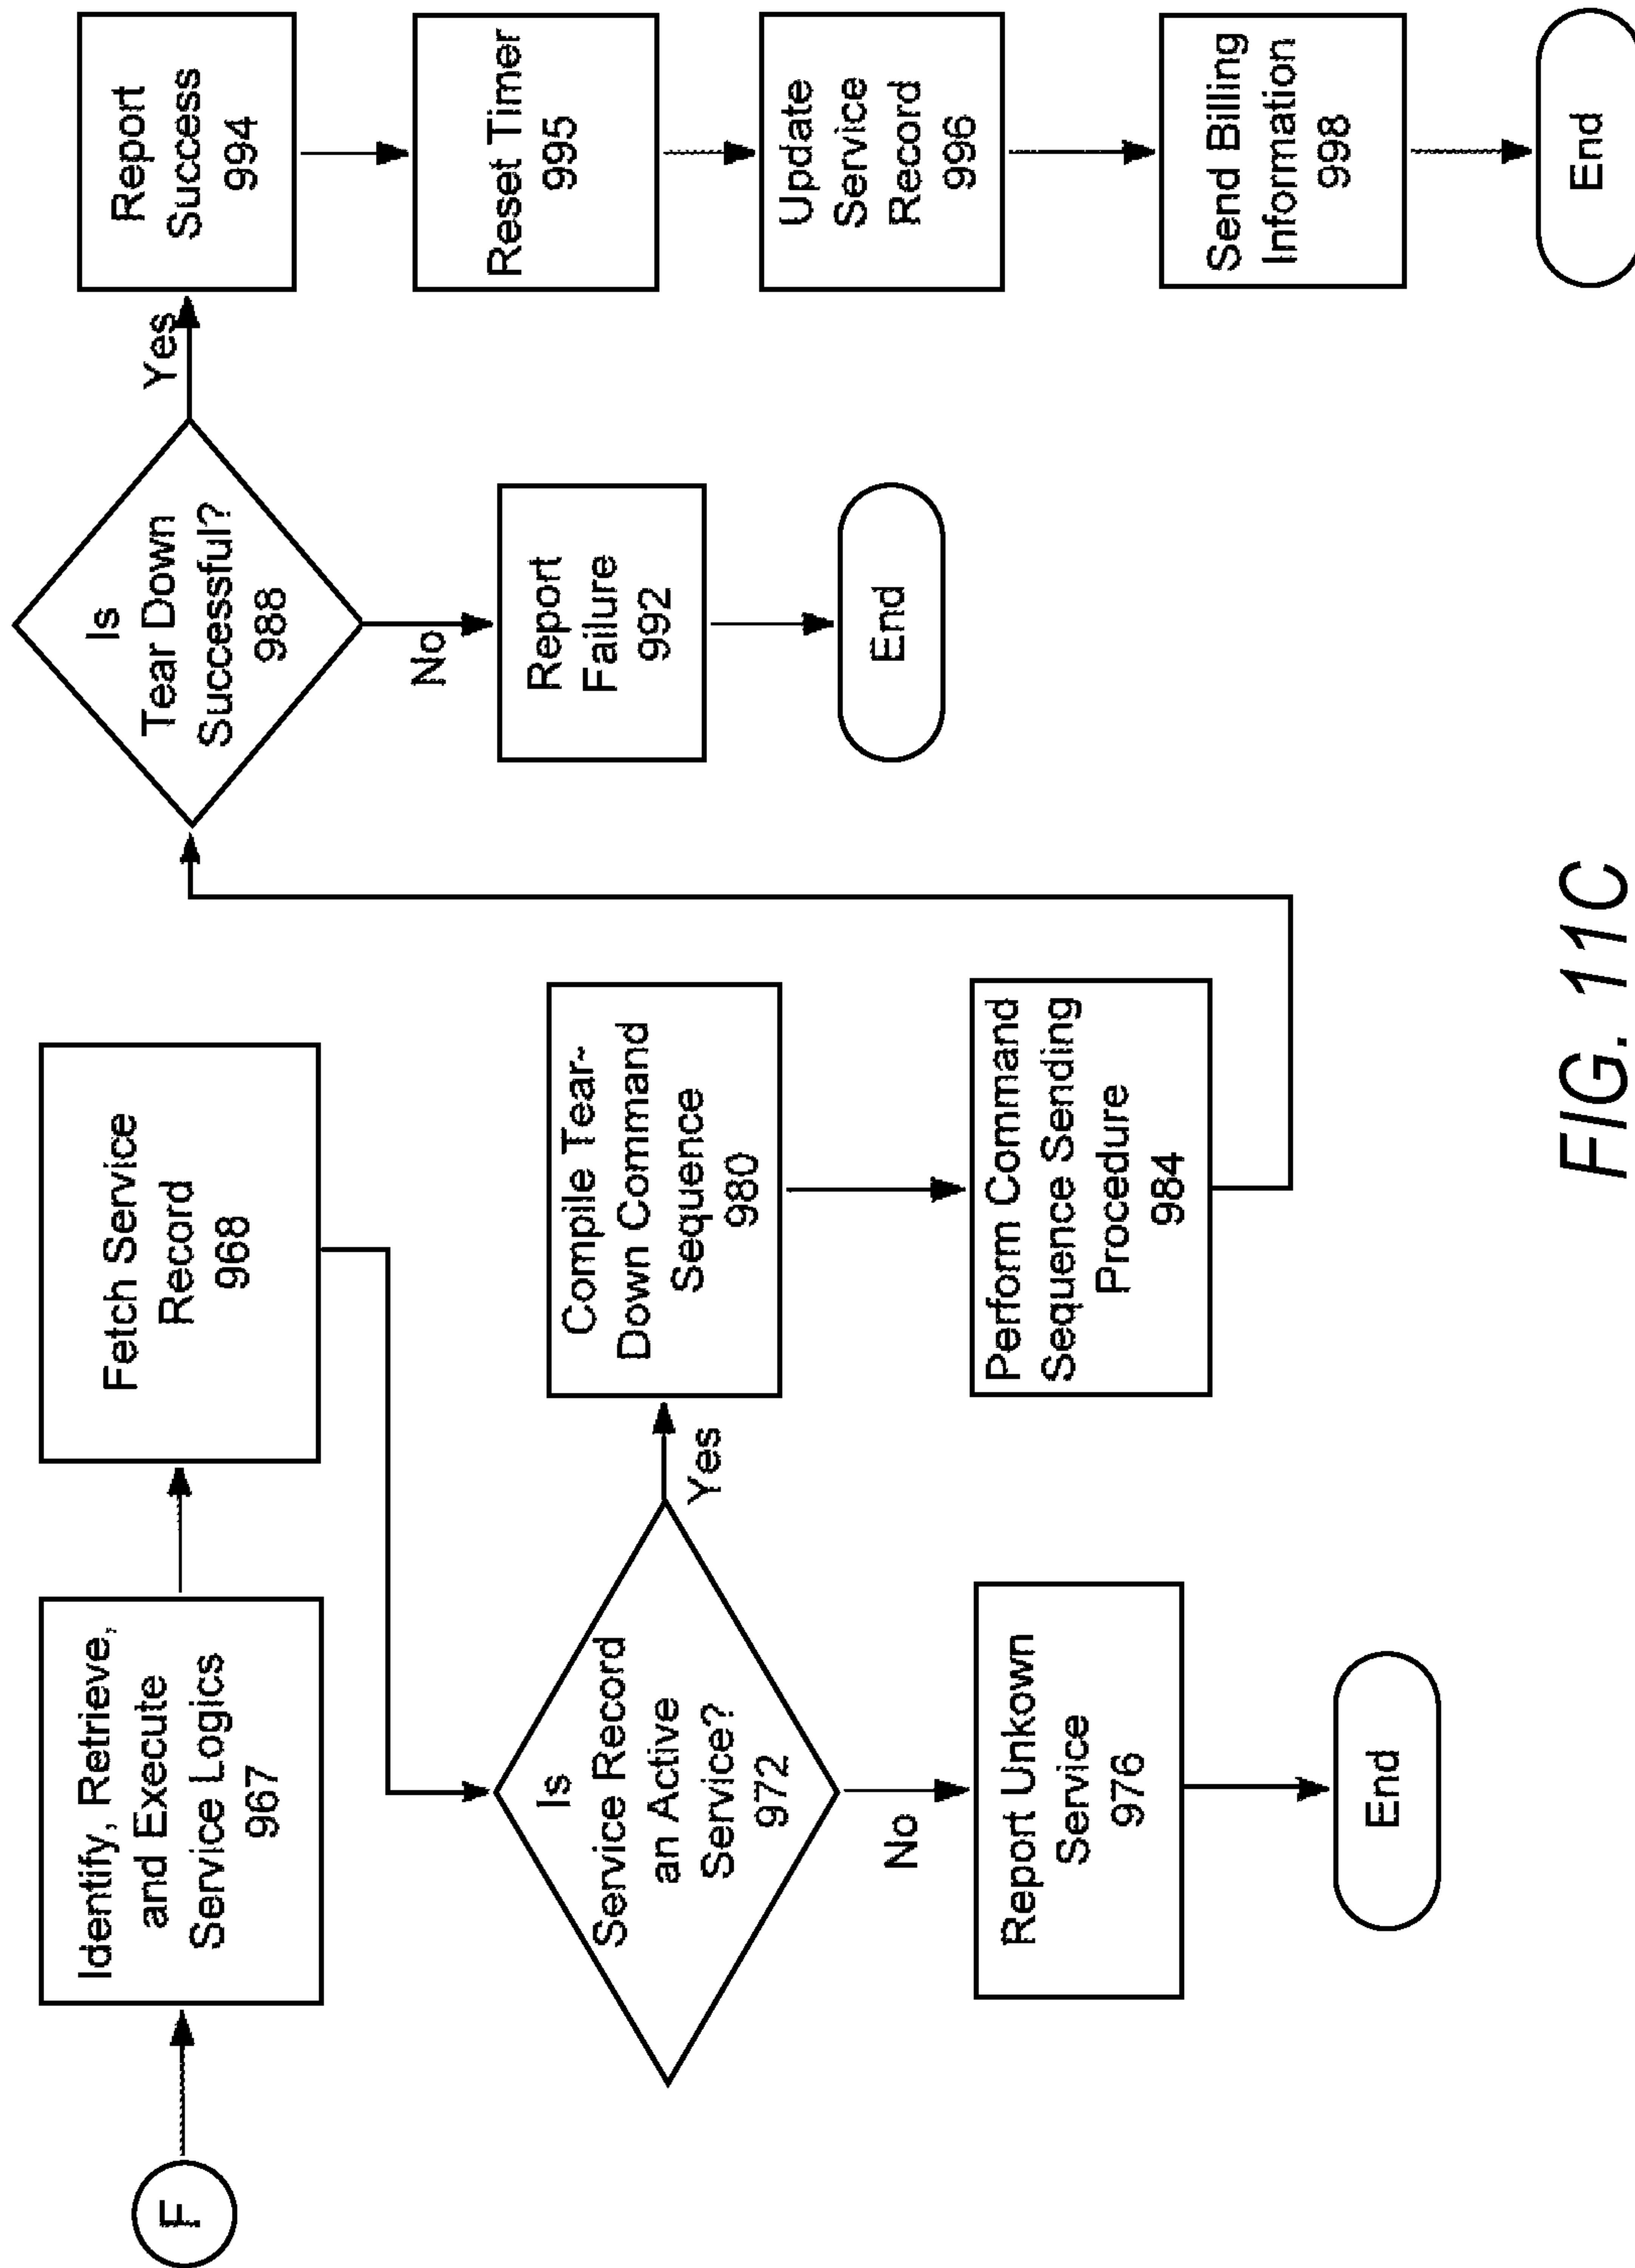 F
Identify, Retrieve,
and Execute
Service Logics
967
Fetch Service
Record
968
Is
Service Record
an Active
Service?
972
Yes
No
Report Unkown
Service
976
End
Compile Tear-
Down Command
Sequence
980
Perform Command
Sequence Sending
Procedure
984
Is
Tear Down
Successful?
988
Yes
No
Report
Failure
992
End
Report
Success
994
Reset Timer
995
Update
Service
Record
996
Send Billing
Information
998
End
FIG. 11C